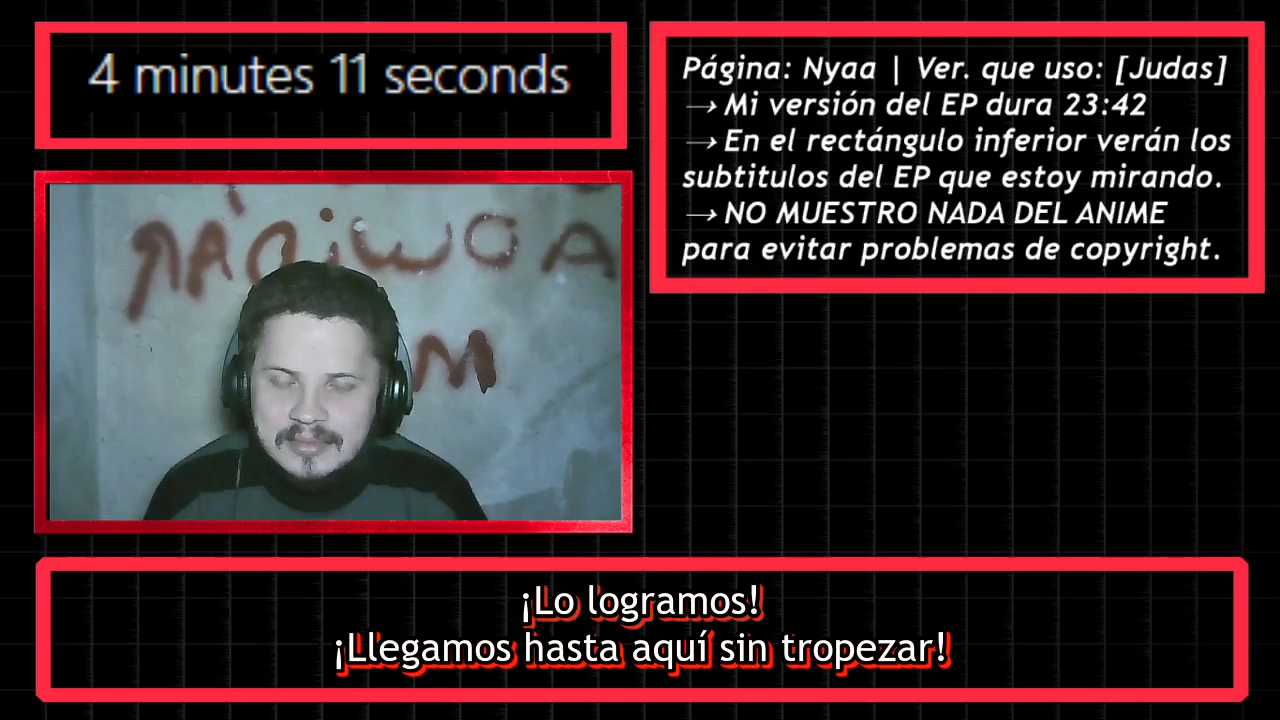 4 minutes 11 seconds
Página: Nyaa | Ver. que uso: [Judas]
→ Mi versión del EP dura 23:42
→ En el rectángulo inferior verán los
subtitulos del EP que estoy mirando.
→ NO MUESTRO NADA DEL ANIME
para evitar problemas de copyright.
¡Lo logramos!
¡Llegamos hasta aquí sin tropezar!